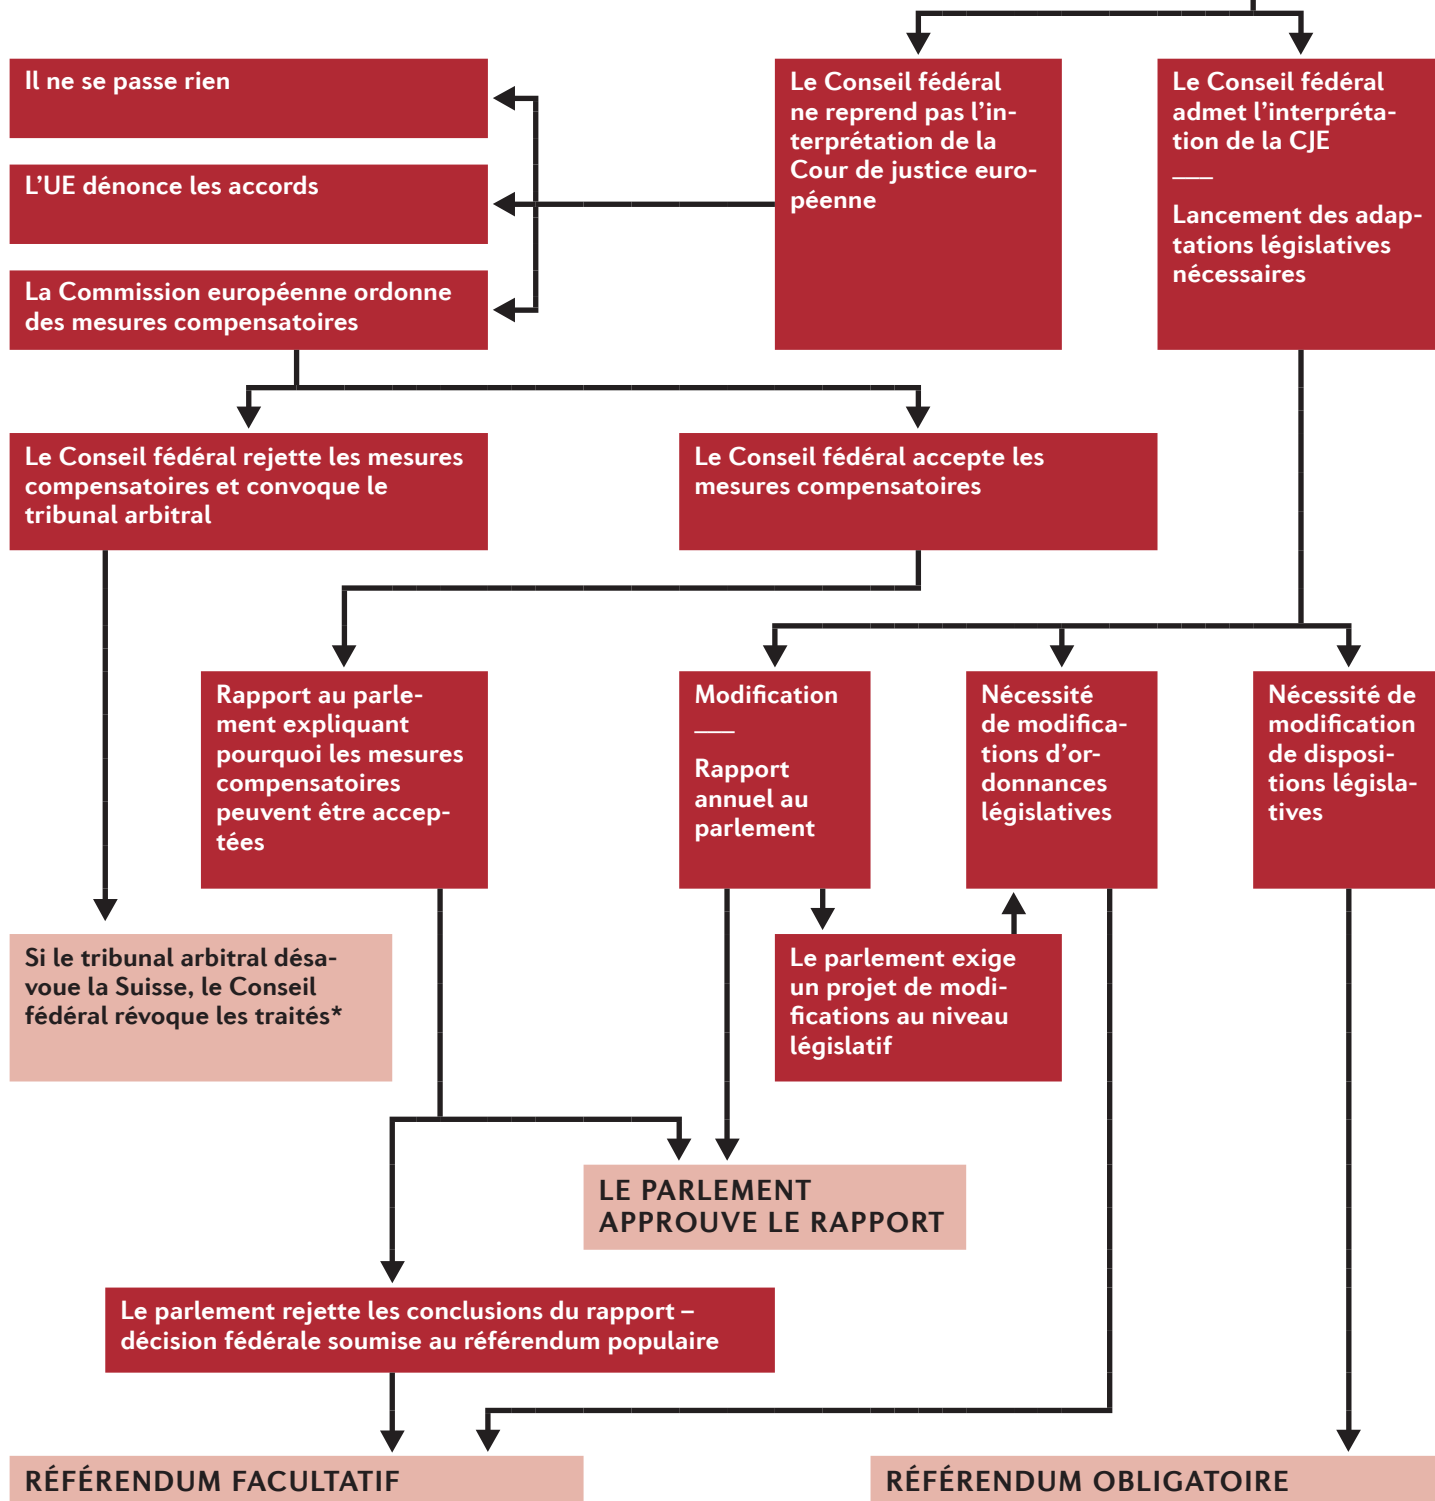 Il ne se passe rien
L'UE dénonce les accords
La Commission européenne ordonne
des mesures compensatoires
Le Conseil fédéral
ne reprend pas l'in-
terprétation de la
Cour de justice euro-
péenne
Le Conseil fédéral
admet l'interpréta-
tion de la CJE
Lancement des adap-
tations législatives
nécessaires
Le Conseil fédéral rejette les mesures
compensatoires et convoque le
tribunal arbitral
Le Conseil fédéral accepte les
mesures compensatoires
Rapport au parle-
ment expliquant
pourquoi les mesures
compensatoires
peuvent être accep-
tées
Modification
Rapport
annuel au
parlement
Nécessité
de modifica-
tions d'or-
donnances
législatives
Nécessité de
modification
de disposi-
tions législa-
tives
Si le tribunal arbitral désa-
voue la Suisse, le Conseil
fédéral révoque les traités*
Le parlement exige
un projet de modi-
fications au niveau
législatif
LE PARLEMENT
APPROUVE LE RAPPORT
Le parlement rejette les conclusions du rapport –
décision fédérale soumise au référendum populaire
RÉFÉRENDUM FACULTATIF
RÉFÉRENDUM OBLIGATOIRE